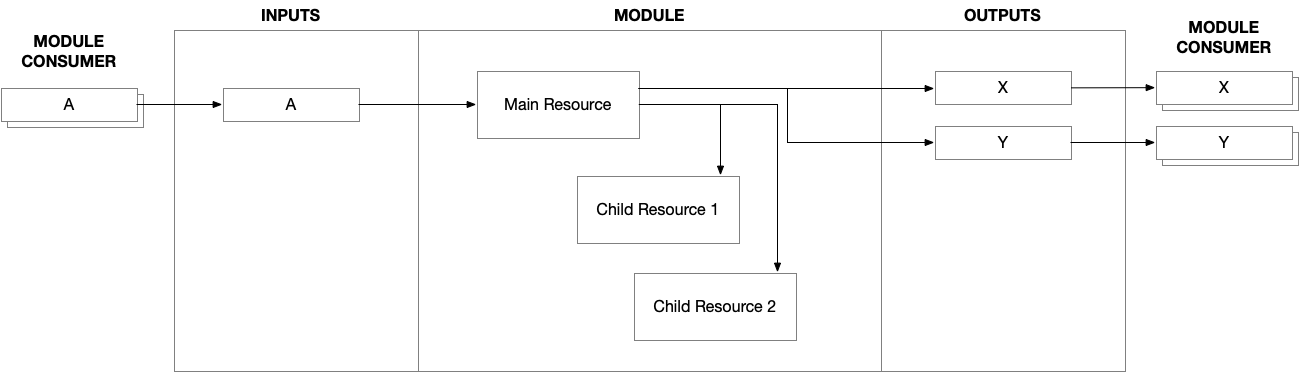 INPUTS
MODULE
OUTPUTS
MODULE
CONSUMER
MODULE
CONSUMER
A
A
Main Resource
X
X
Y
Y
Child Resource 1
Child Resource 2